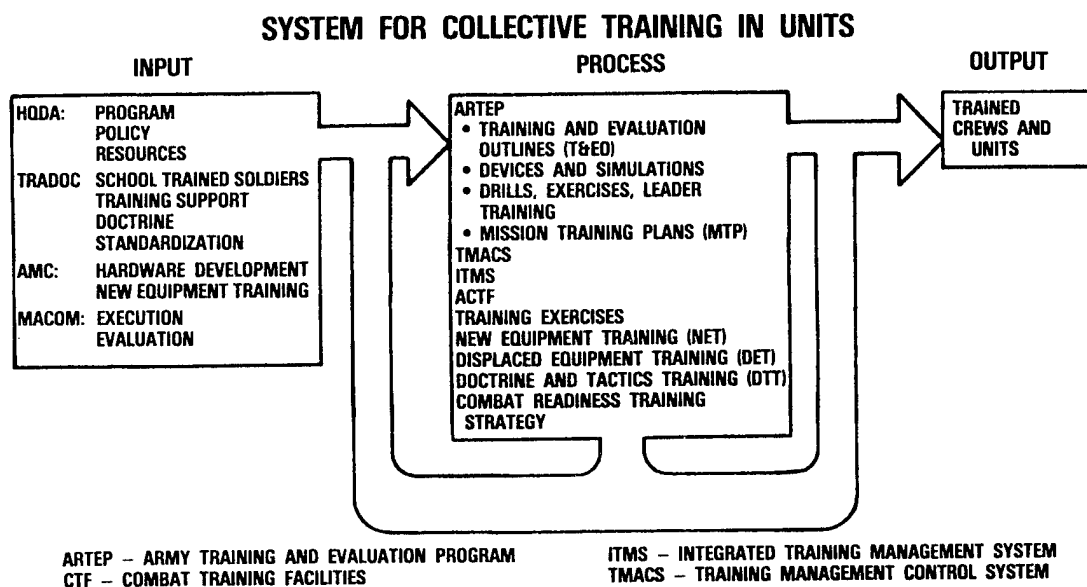 SYSTEM FOR COLLECTIVE TRAINING IN UNITS
INPUT
HQDA: PROGRAM
POLICY
RESOURCES
TRADOC SCHOOL TRAINED SOLDIERS
TRAINING SUPPORT
DOCTRINE
STANDARDIZATION
AMC: HARDWARE DEVELOPMENT
NEW EQUIPMENT TRAINING
MACOM: EXECUTION
EVALUATION
PROCESS
ARTEP
• TRAINING AND EVALUATION
OUTLINES (T&EO)
• DEVICES AND SIMULATIONS
• DRILLS, EXERCISES, LEADER
TRAINING
• MISSION TRAINING PLANS (MTP)
TMACS
ITMS
ACTF
TRAINING EXERCISES
NEW EQUIPMENT TRAINING (NET)
DISPLACED EQUIPMENT TRAINING (DET)
DOCTRINE AND TACTICS TRAINING (DTT)
COMBAT READINESS TRAINING
STRATEGY
OUTPUT
TRAINED
CREWS AND
UNITS
ARTEP – ARMY TRAINING AND EVALUATION PROGRAM
CTF – COMBAT TRAINING FACILITIES
ITMS – INTEGRATED TRAINING MANAGEMENT SYSTEM
TMACS – TRAINING MANAGEMENT CONTROL SYSTEM